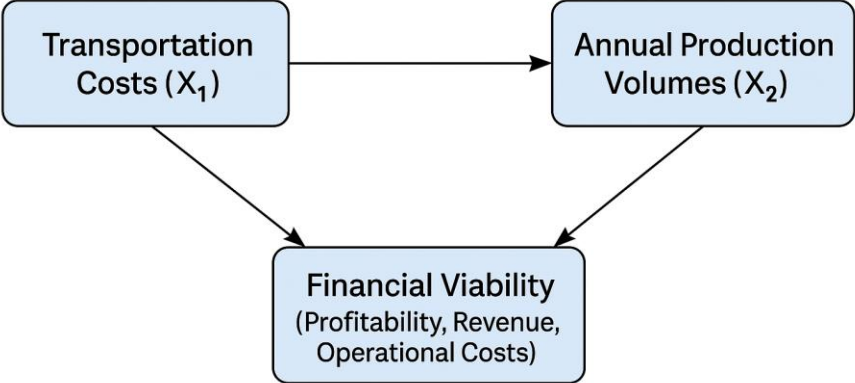 Transportation
Costs (X₁)
Annual Production
Volumes (X₂)
Financial Viability
(Profitability, Revenue,
Operational Costs)